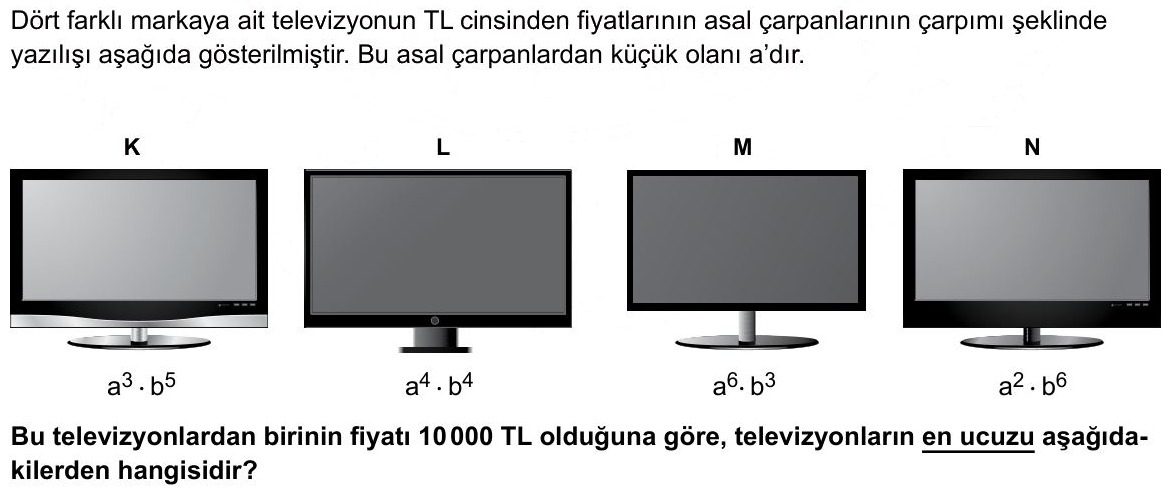 Dört farklı markaya ait televizyonun TL cinsinden fiyatlarının asal çarpanlarının çarpımı şeklinde
yazılışı aşağıda gösterilmiştir. Bu asal çarpanlardan küçük olanı a’dır.
K L M N
a³ · b⁵ a⁴ · b⁴ a⁶ · b³ a² · b⁶
Bu televizyonlardan birinin fiyatı 10 000 TL olduğuna göre, televizyonların en ucuzu aşağıda-
kilerden hangisidir?